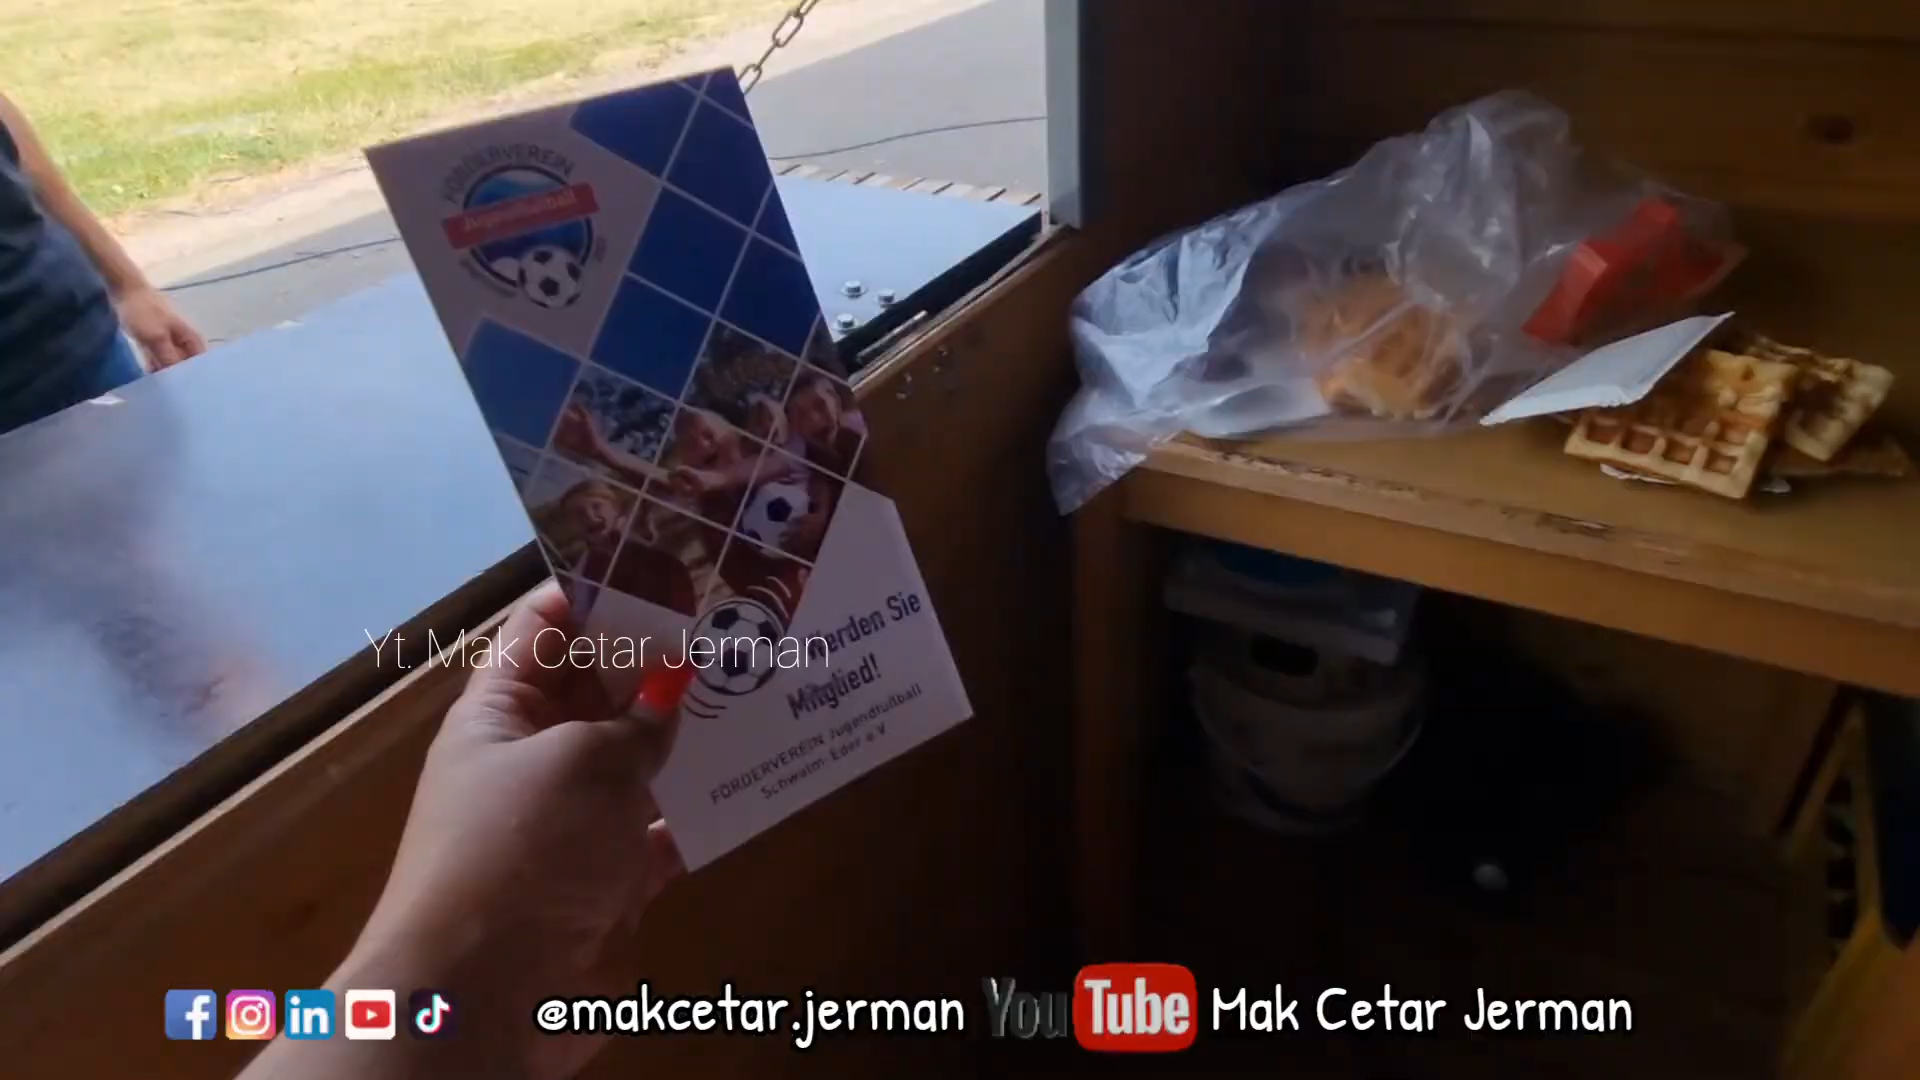 FÖRDERVEREIN
Jugendfußball
Yt. Mak Cetar Jerman
Werden Sie
Mitglied!
FÖRDERVEREIN Jugendfußball
Schwalm-Eder e.V
@makcetar.jerman YouTube Mak Cetar Jerman